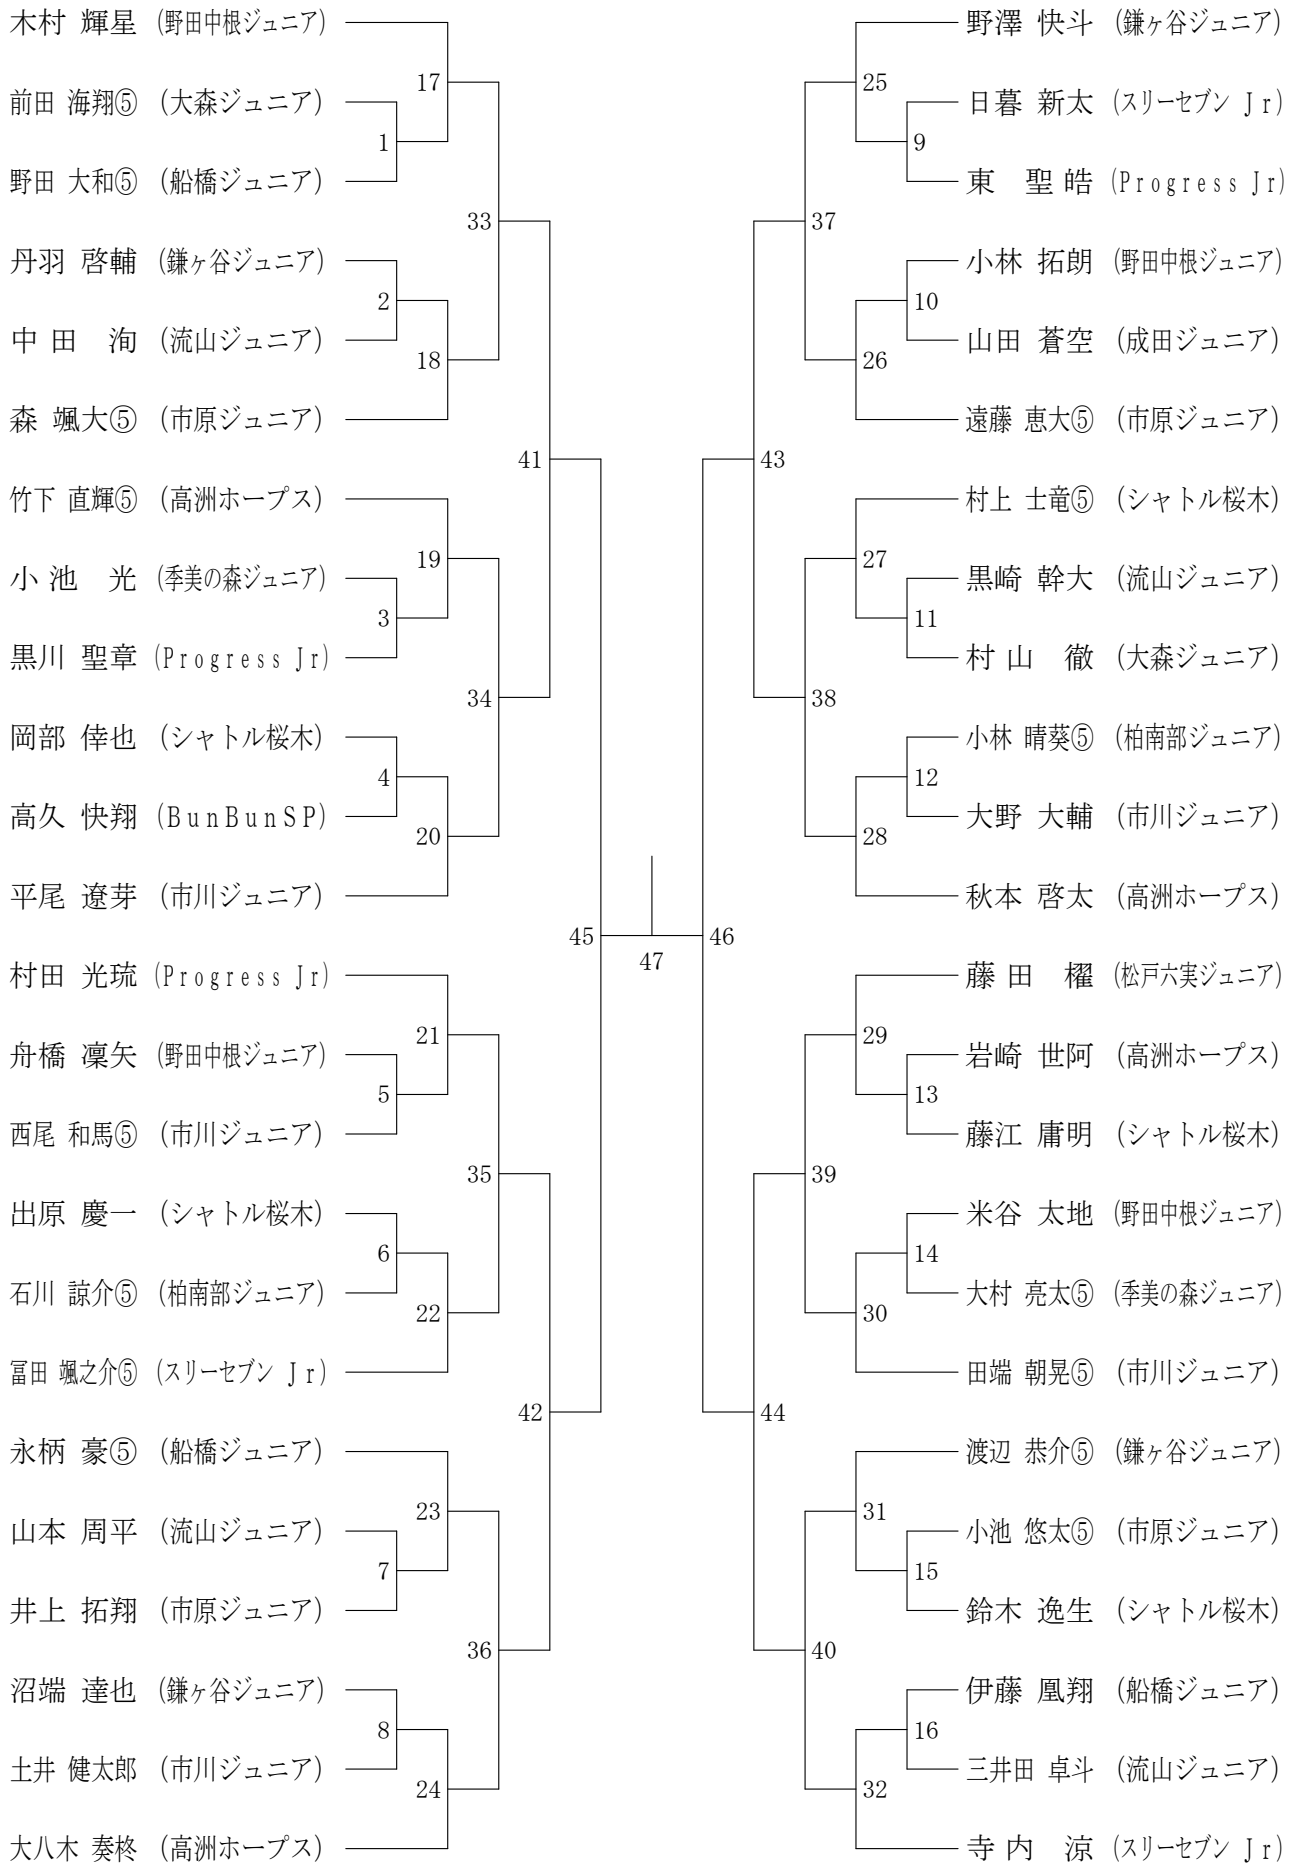 木村 輝星 (野田中根ジュニア)
前田 海翔⑤ (大森ジュニア)
野田 大和⑤ (船橋ジュニア)
丹羽 啓輔 (鎌ヶ谷ジュニア)
中田 洵 (流山ジュニア)
森 颯大⑤ (市原ジュニア)
竹下 直輝⑤ (高洲ホープス)
小池 光 (季美の森ジュニア)
黒川 聖章 (Progress Jr)
岡部 倖也 (シャトル桜木)
高久 快翔 (BunBunSP)
平尾 遼芽 (市川ジュニア)
村田 光琉 (Progress Jr)
舟橋 凜矢 (野田中根ジュニア)
西尾 和馬⑤ (市川ジュニア)
出原 慶一 (シャトル桜木)
石川 諒介⑤ (柏南部ジュニア)
冨田 颯之介⑤ (スリーセブン Jr)
永柄 豪⑤ (船橋ジュニア)
山本 周平 (流山ジュニア)
井上 拓翔 (市原ジュニア)
沼端 達也 (鎌ヶ谷ジュニア)
土井 健太郎 (市川ジュニア)
大八木 奏柊 (高洲ホープス)
1
2
3
4
5
6
7
8
17
18
19
20
21
22
23
24
33
34
35
36
41
42
45
47
46
43
44
37
38
39
40
25
26
27
28
29
30
31
32
9
10
11
12
13
14
15
16
野澤 快斗 (鎌ヶ谷ジュニア)
日暮 新太 (スリーセブン Jr)
東 聖皓 (Progress Jr)
小林 拓朗 (野田中根ジュニア)
山田 蒼空 (成田ジュニア)
遠藤 恵大⑤ (市原ジュニア)
村上 士竜⑤ (シャトル桜木)
黒崎 幹大 (流山ジュニア)
村山 徹 (大森ジュニア)
小林 晴葵⑤ (柏南部ジュニア)
大野 大輔 (市川ジュニア)
秋本 啓太 (高洲ホープス)
藤田 櫂 (松戸六実ジュニア)
岩崎 世阿 (高洲ホープス)
藤江 庸明 (シャトル桜木)
米谷 太地 (野田中根ジュニア)
大村 亮太⑤ (季美の森ジュニア)
田端 朝晃⑤ (市川ジュニア)
渡辺 恭介⑤ (鎌ヶ谷ジュニア)
小池 悠太⑤ (市原ジュニア)
鈴木 逸生 (シャトル桜木)
伊藤 凰翔 (船橋ジュニア)
三井田 卓斗 (流山ジュニア)
寺内 涼 (スリーセブン Jr)